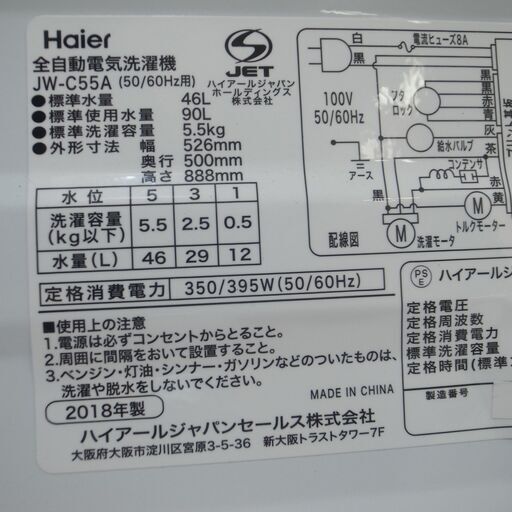 Haier
全自動電気洗濯機
JW-C55A (50/60Hz用)
JET
ハイアールジャパン
ホールディングス
株式会社
●標準水量 46L
●標準使用水量 90L
●標準洗濯容量 5.5kg
●外形寸法 幅 526mm
奥行 500mm
高さ 888mm
水位 5 3 1
洗濯容量(kg以下) 5.5 2.5 0.5
水量(L) 46 29 12
定格消費電力 350/395W(50/60Hz)
■使用上の注意
1.電源は必ずコンセントからとること。
2.周囲に間隔をおいて設置すること。
3.ベンジン・灯油・シンナー・ガソリンなどのついたものは、
洗濯や脱水をしないでください。
2018年製
MADE IN CHINA
ハイアールジャパンセールス株式会社
大阪府大阪市淀川区宮原3-5-36 新大阪トラストタワー7F
白
電流ヒューズ8A
黒
黒
100V
50/60Hz
フタ
ロック
黒
黒
赤
青
灰
給水バルブ
茶
アース
コンデンサ
黒
赤
黄
M
洗濯モータ
M
トルクモーター
配線図
PS
E
ハイアールジ
定格電圧
定格周波数
定格消費電力
標準洗濯容量
定格時間(標準
製造番号